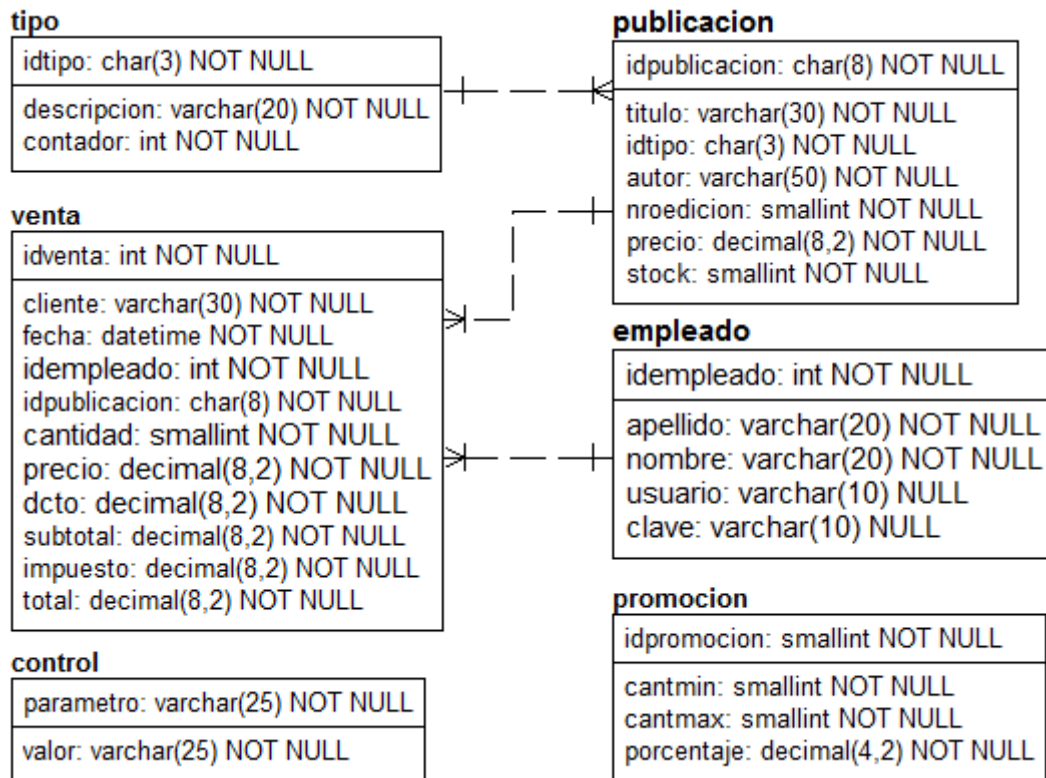 tipo
idtipo: char(3) NOT NULL
descripcion: varchar(20) NOT NULL
contador: int NOT NULL
publicacion
idpublicacion: char(8) NOT NULL
titulo: varchar(30) NOT NULL
idtipo: char(3) NOT NULL
autor: varchar(50) NOT NULL
nroedicion: smallint NOT NULL
precio: decimal(8,2) NOT NULL
stock: smallint NOT NULL
venta
idventa: int NOT NULL
cliente: varchar(30) NOT NULL
fecha: datetime NOT NULL
idempleado: int NOT NULL
idpublicacion: char(8) NOT NULL
cantidad: smallint NOT NULL
precio: decimal(8,2) NOT NULL
dcto: decimal(8,2) NOT NULL
subtotal: decimal(8,2) NOT NULL
impuesto: decimal(8,2) NOT NULL
total: decimal(8,2) NOT NULL
empleado
idempleado: int NOT NULL
apellido: varchar(20) NOT NULL
nombre: varchar(20) NOT NULL
usuario: varchar(10) NULL
clave: varchar(10) NULL
control
parametro: varchar(25) NOT NULL
valor: varchar(25) NOT NULL
promocion
idpromocion: smallint NOT NULL
cantmin: smallint NOT NULL
cantmax: smallint NOT NULL
porcentaje: decimal(4,2) NOT NULL